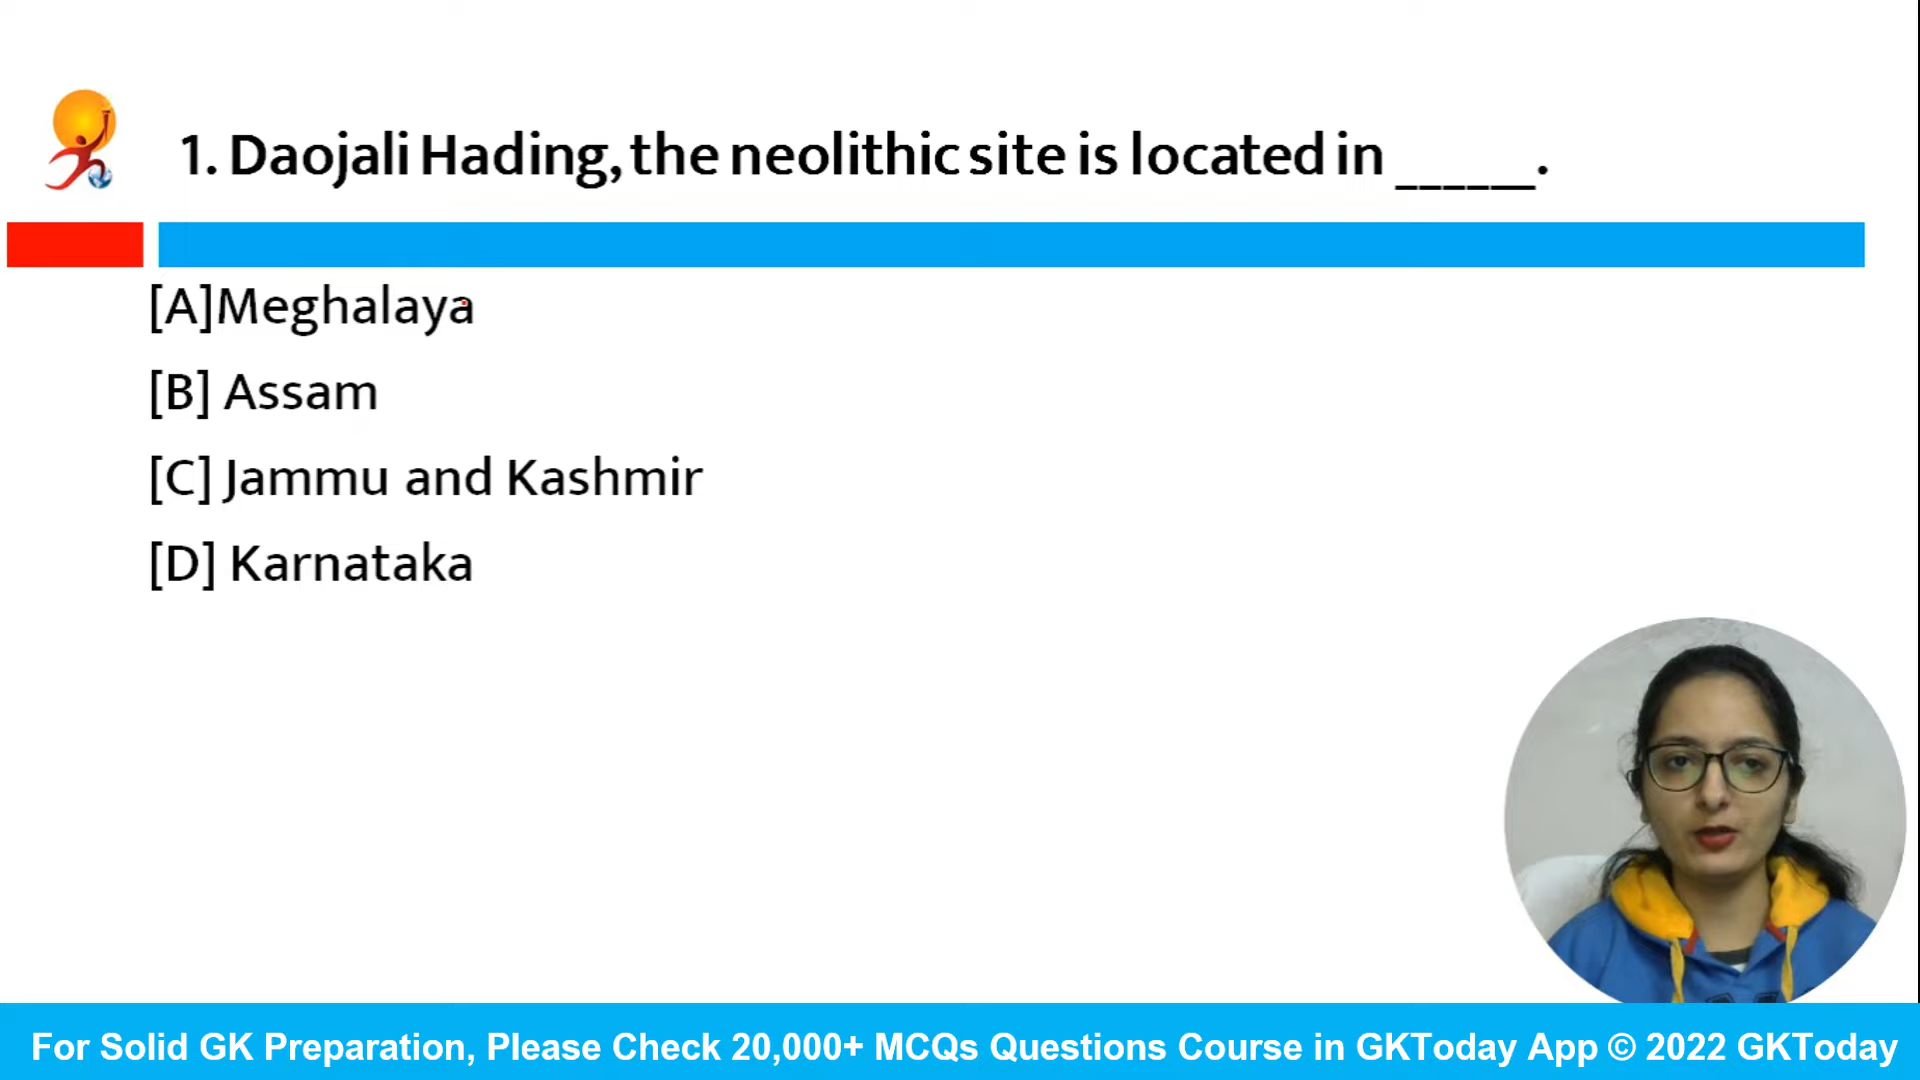 1. Daojali Hading, the neolithic site is located in ______.
[A]Meghalaya
[B] Assam
[C] Jammu and Kashmir
[D] Karnataka
For Solid GK Preparation, Please Check 20,000+ MCQs Questions Course in GKToday App © 2022 GKToday